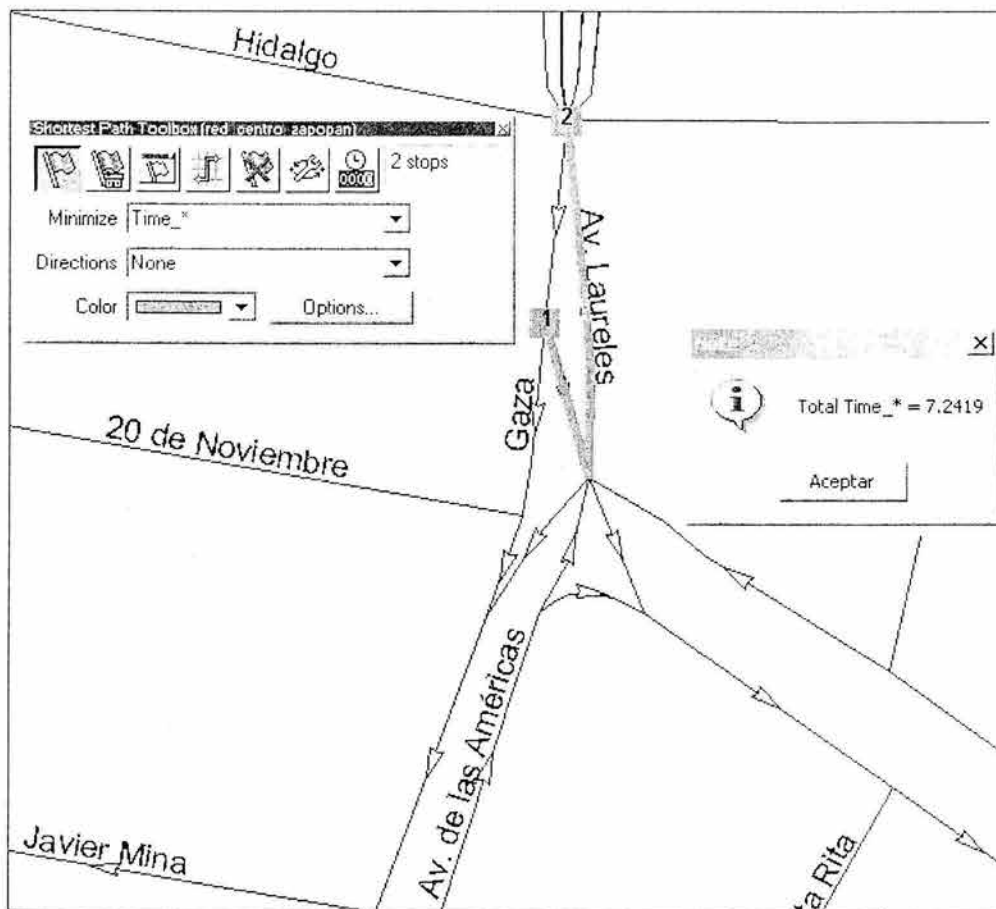 Hidalgo
2
Shortest Path Toolbox (red_centro_zapopan)
2 stops
Minimize Time_*
Directions None
Color Options...
Av. Laureles
1
Gaza
Total Time_* = 7.2419
Aceptar
20 de Noviembre
Av. de las Américas
Javier Mina
ta Rita